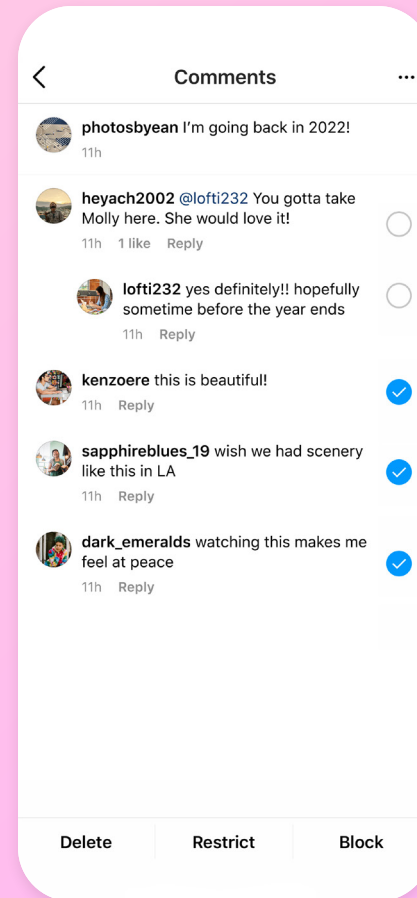 Comments
photosbyean I'm going back in 2022!
11h
heyach2002 @lofti232 You gotta take
Molly here. She would love it!
11h 1 like Reply
lofti232 yes definitely!! hopefully
sometime before the year ends
11h Reply
kenzoere this is beautiful!
11h Reply
sapphireblues_19 wish we had scenery
like this in LA
11h Reply
dark_emeralds watching this makes me
feel at peace
11h Reply
Delete Restrict Block